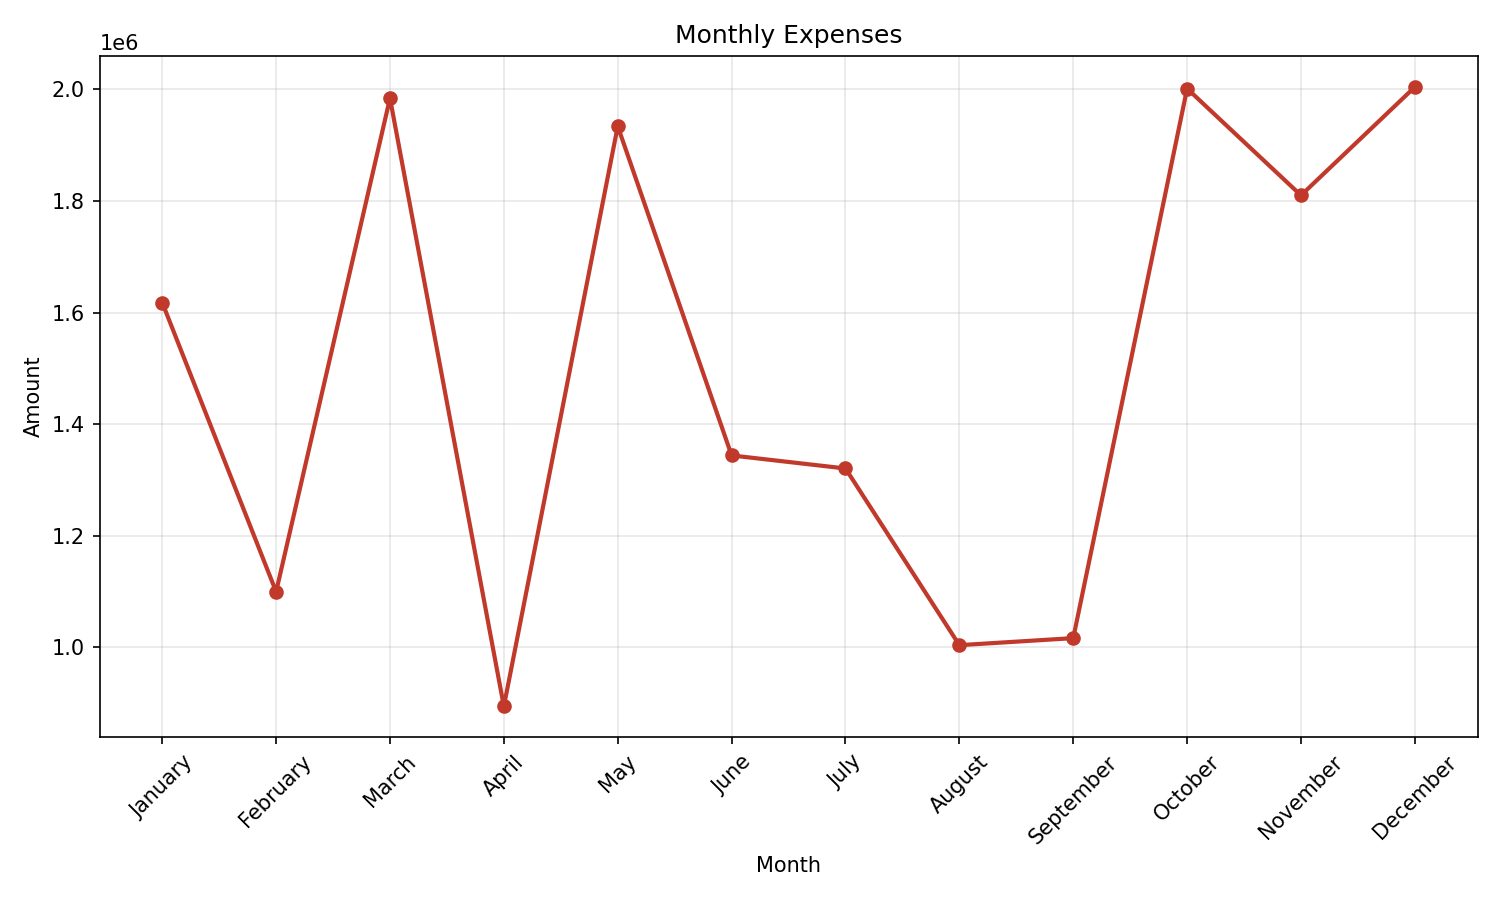 Monthly Expenses
1e6
2.0
1.8
1.6
1.4
1.2
1.0
Amount
January
February
March
April
May
June
July
August
September
October
November
December
Month